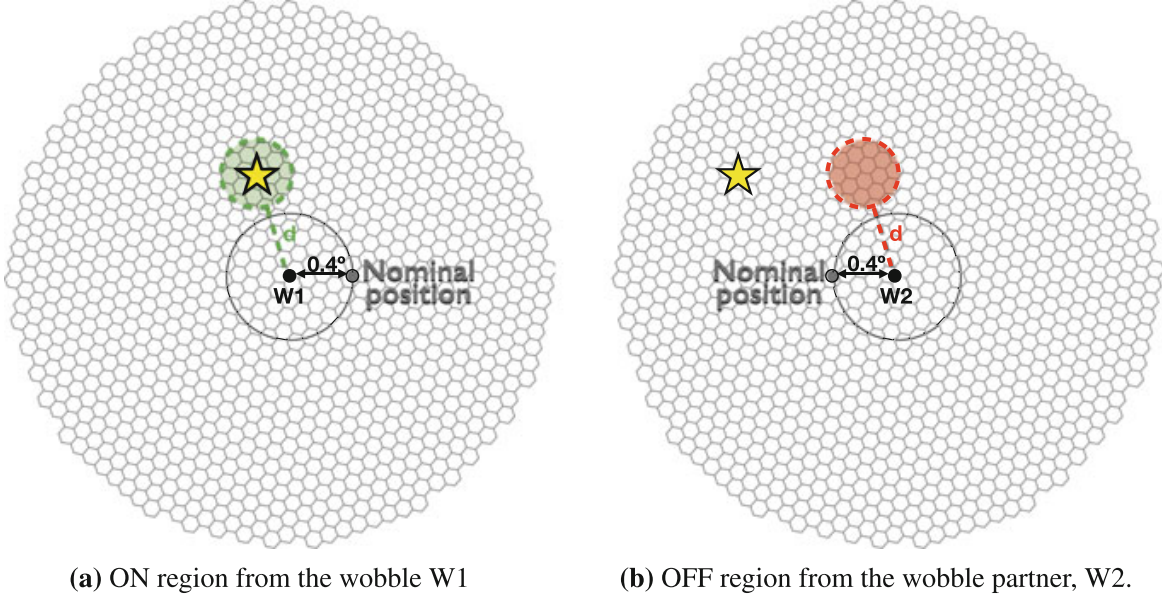 d
0.4°
Nominal
position
W1
d
0.4°
Nominal
position
W2
(a) ON region from the wobble W1
(b) OFF region from the wobble partner, W2.